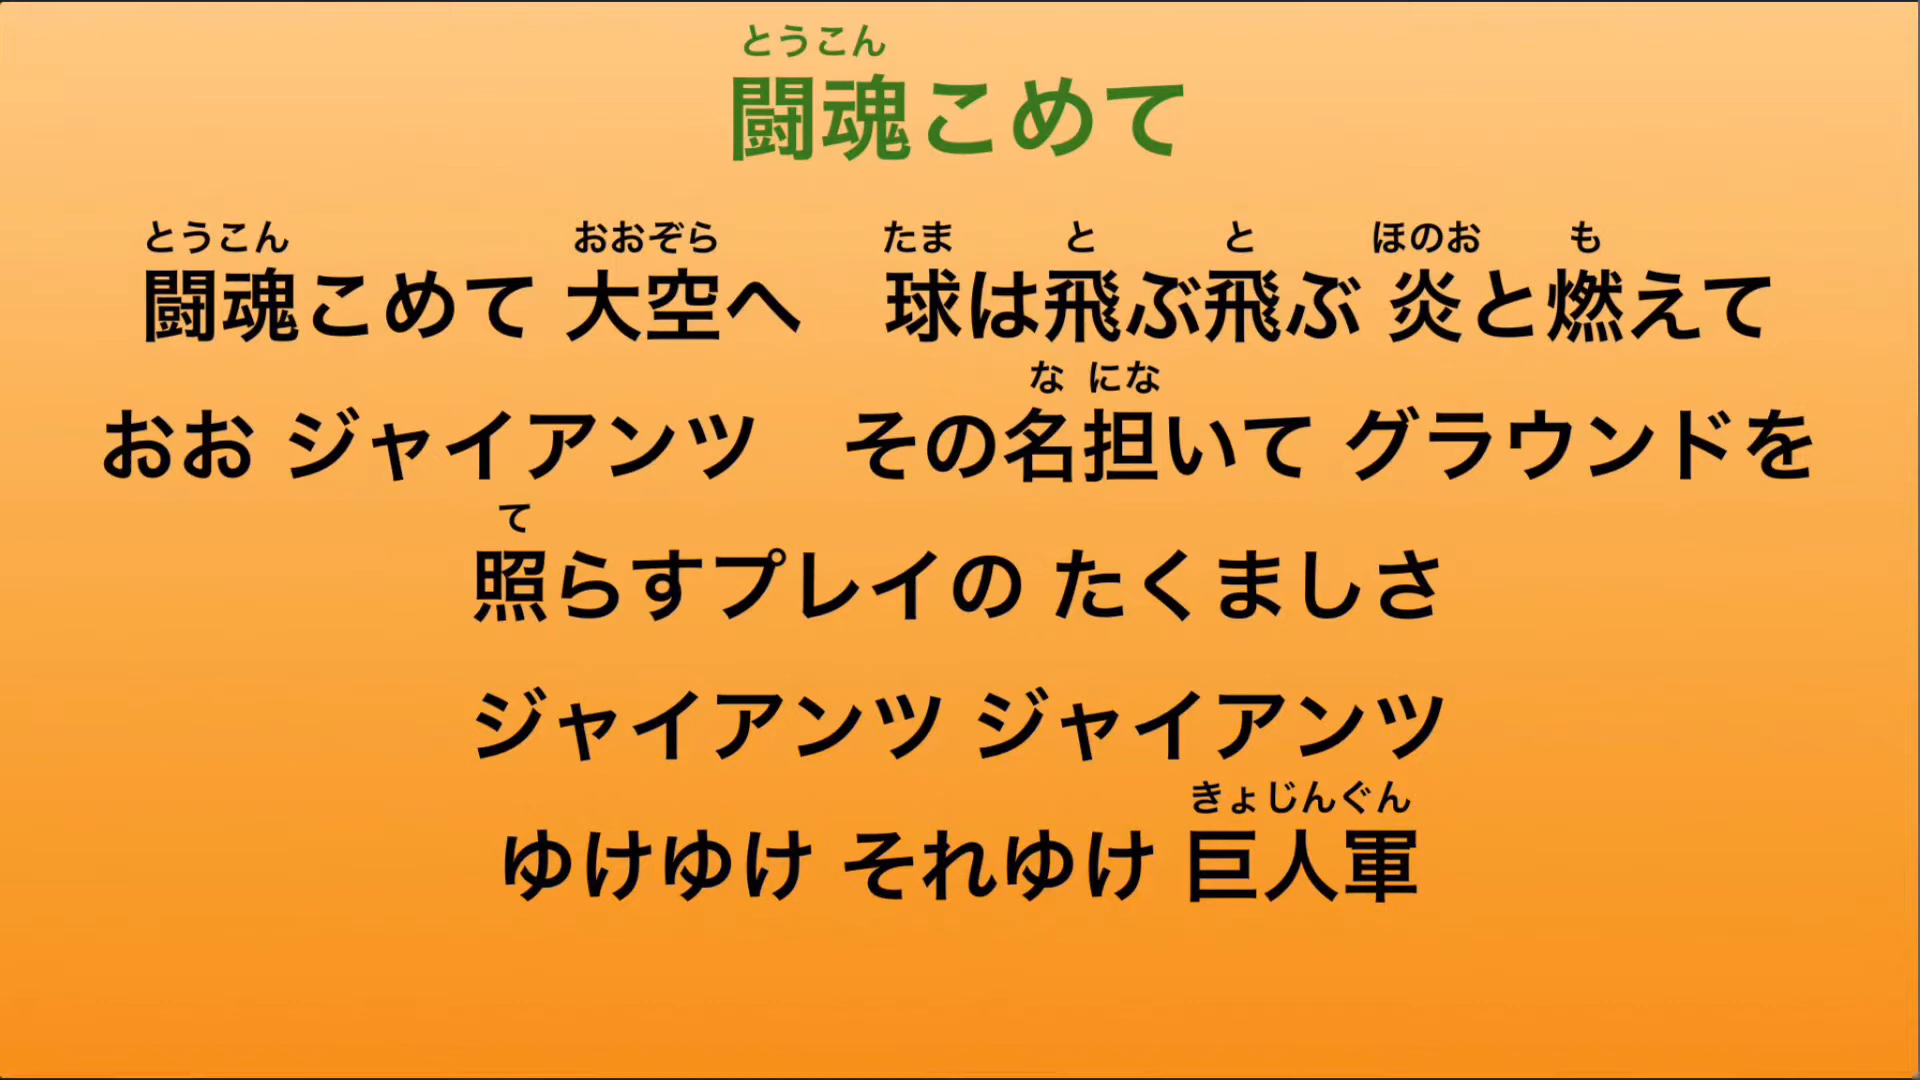 とうこん
闘魂こめて
とうこん おおぞら たま と と ほのお も
闘魂こめて 大空へ　球は飛ぶ飛ぶ 炎と燃えて
な にな
おお ジャイアンツ　その名担いて グラウンドを
て
照らすプレイの たくましさ
ジャイアンツ ジャイアンツ
きょじんぐん
ゆけゆけ それゆけ 巨人軍